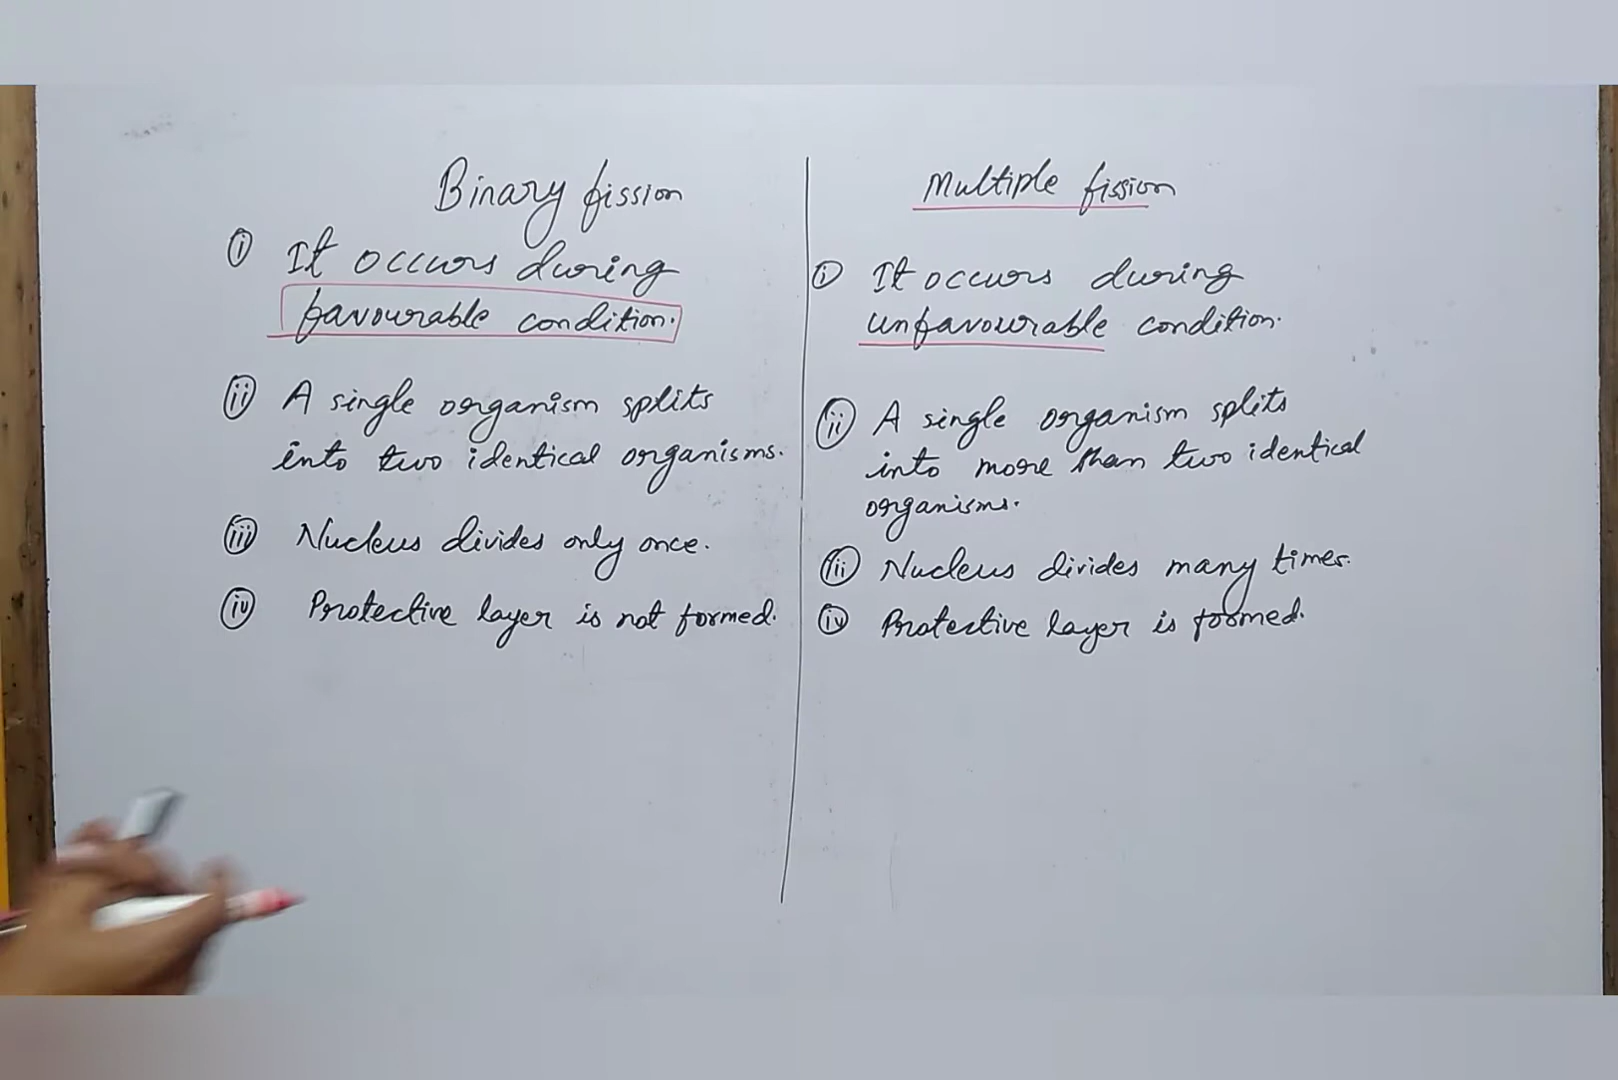 Binary fission
i It occurs during
favourable condition.
ii A single organism splits
into two identical organisms.
iii Nucleus divides only once.
iv Protective layer is not formed.
Multiple fission
i It occurs during
unfavourable condition.
ii A single organism splits
into more than two identical
organisms.
iii Nucleus divides many times.
iv Protective layer is formed.